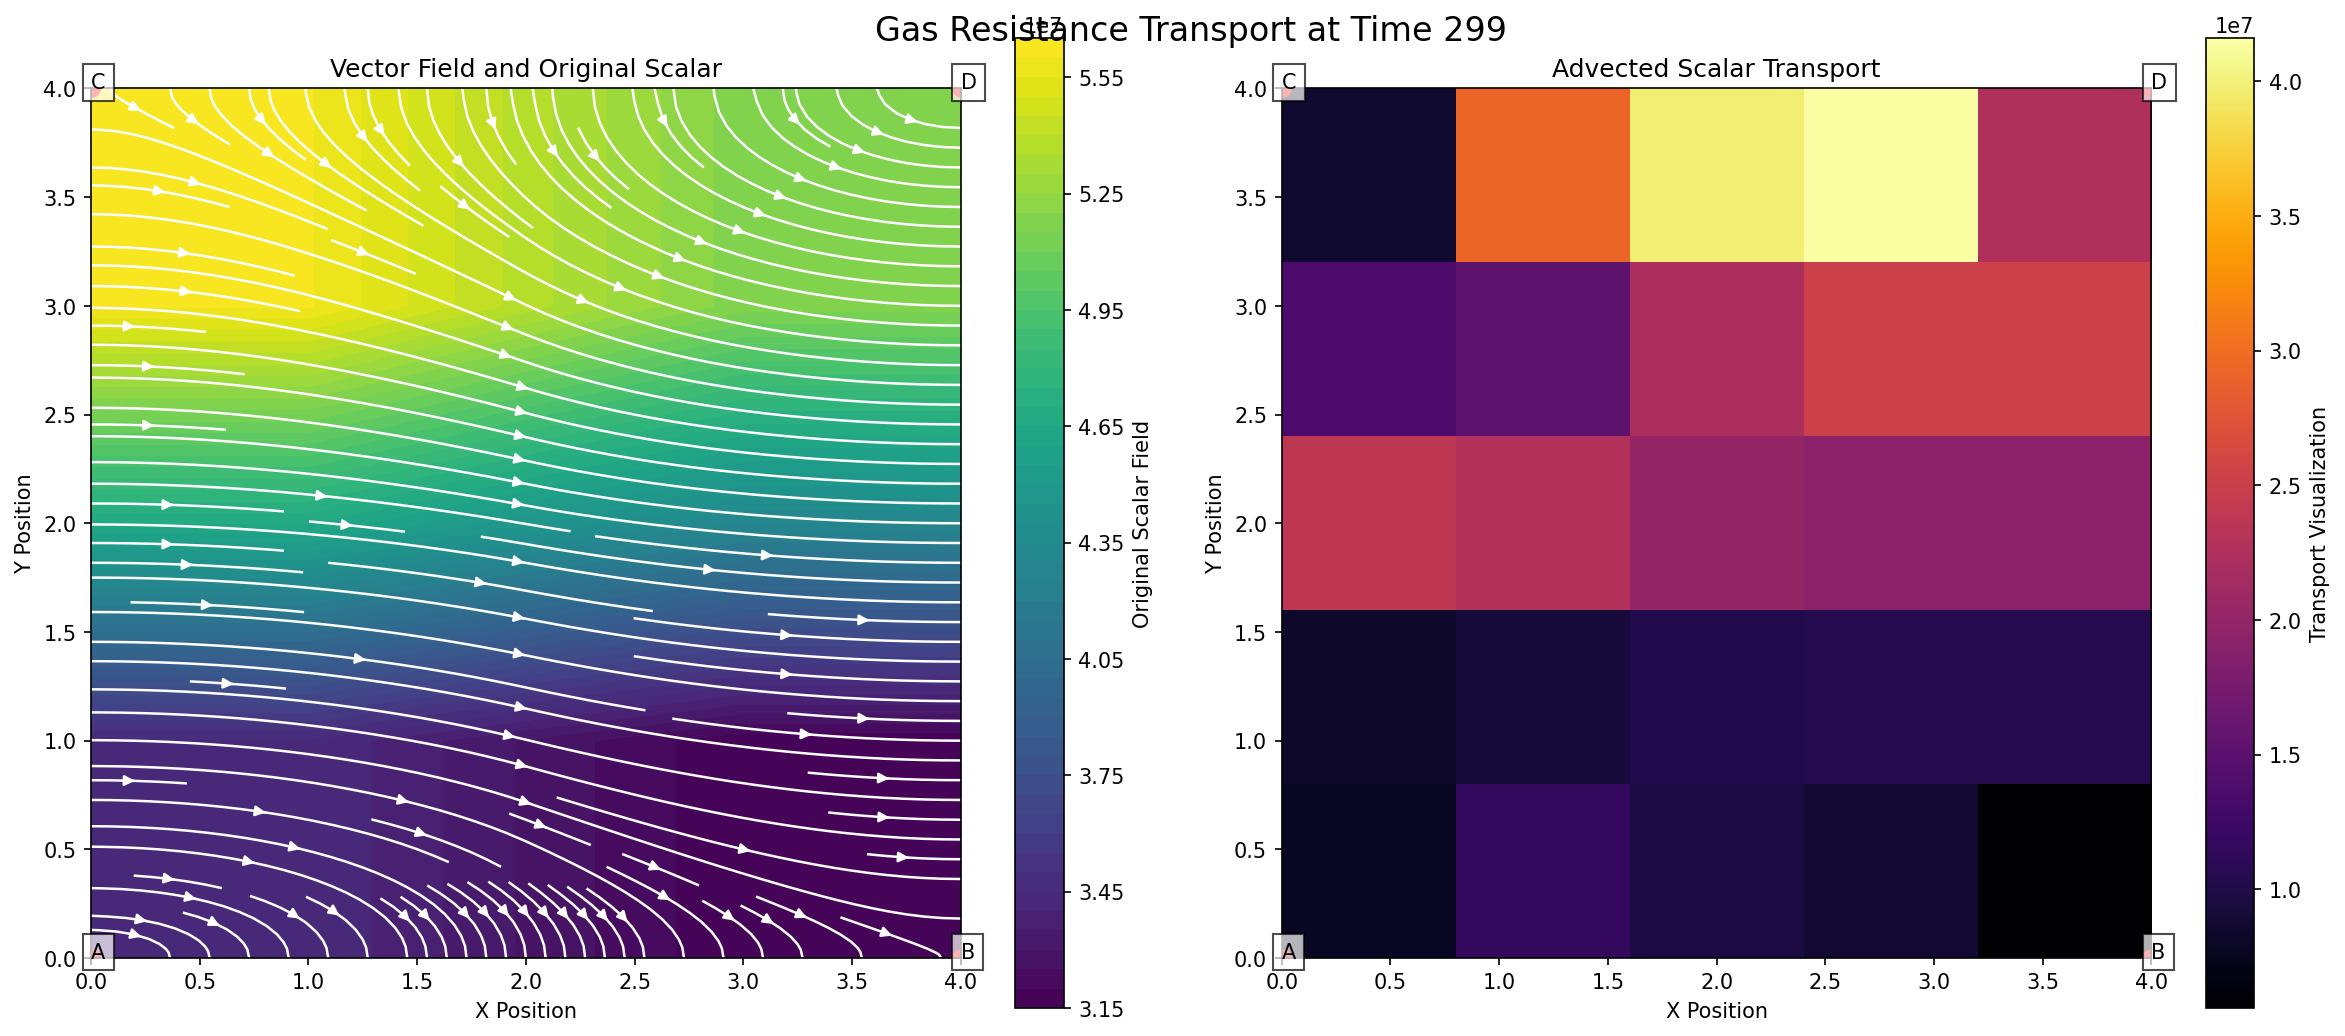 Gas Resistance Transport at Time 299
Vector Field and Original Scalar
1e7
C
D
A
B
4.0
3.5
3.0
2.5
2.0
1.5
1.0
0.5
0.0
Y Position
0.0 0.5 1.0 1.5 2.0 2.5 3.0 3.5 4.0
X Position
5.55
5.25
4.95
4.65
4.35
4.05
3.75
3.45
3.15
Original Scalar Field
Advected Scalar Transport
1e7
C
D
A
B
4.0
3.5
3.0
2.5
2.0
1.5
1.0
0.5
0.0
Y Position
0.0 0.5 1.0 1.5 2.0 2.5 3.0 3.5 4.0
X Position
4.0
3.5
3.0
2.5
2.0
1.5
1.0
Transport Visualization